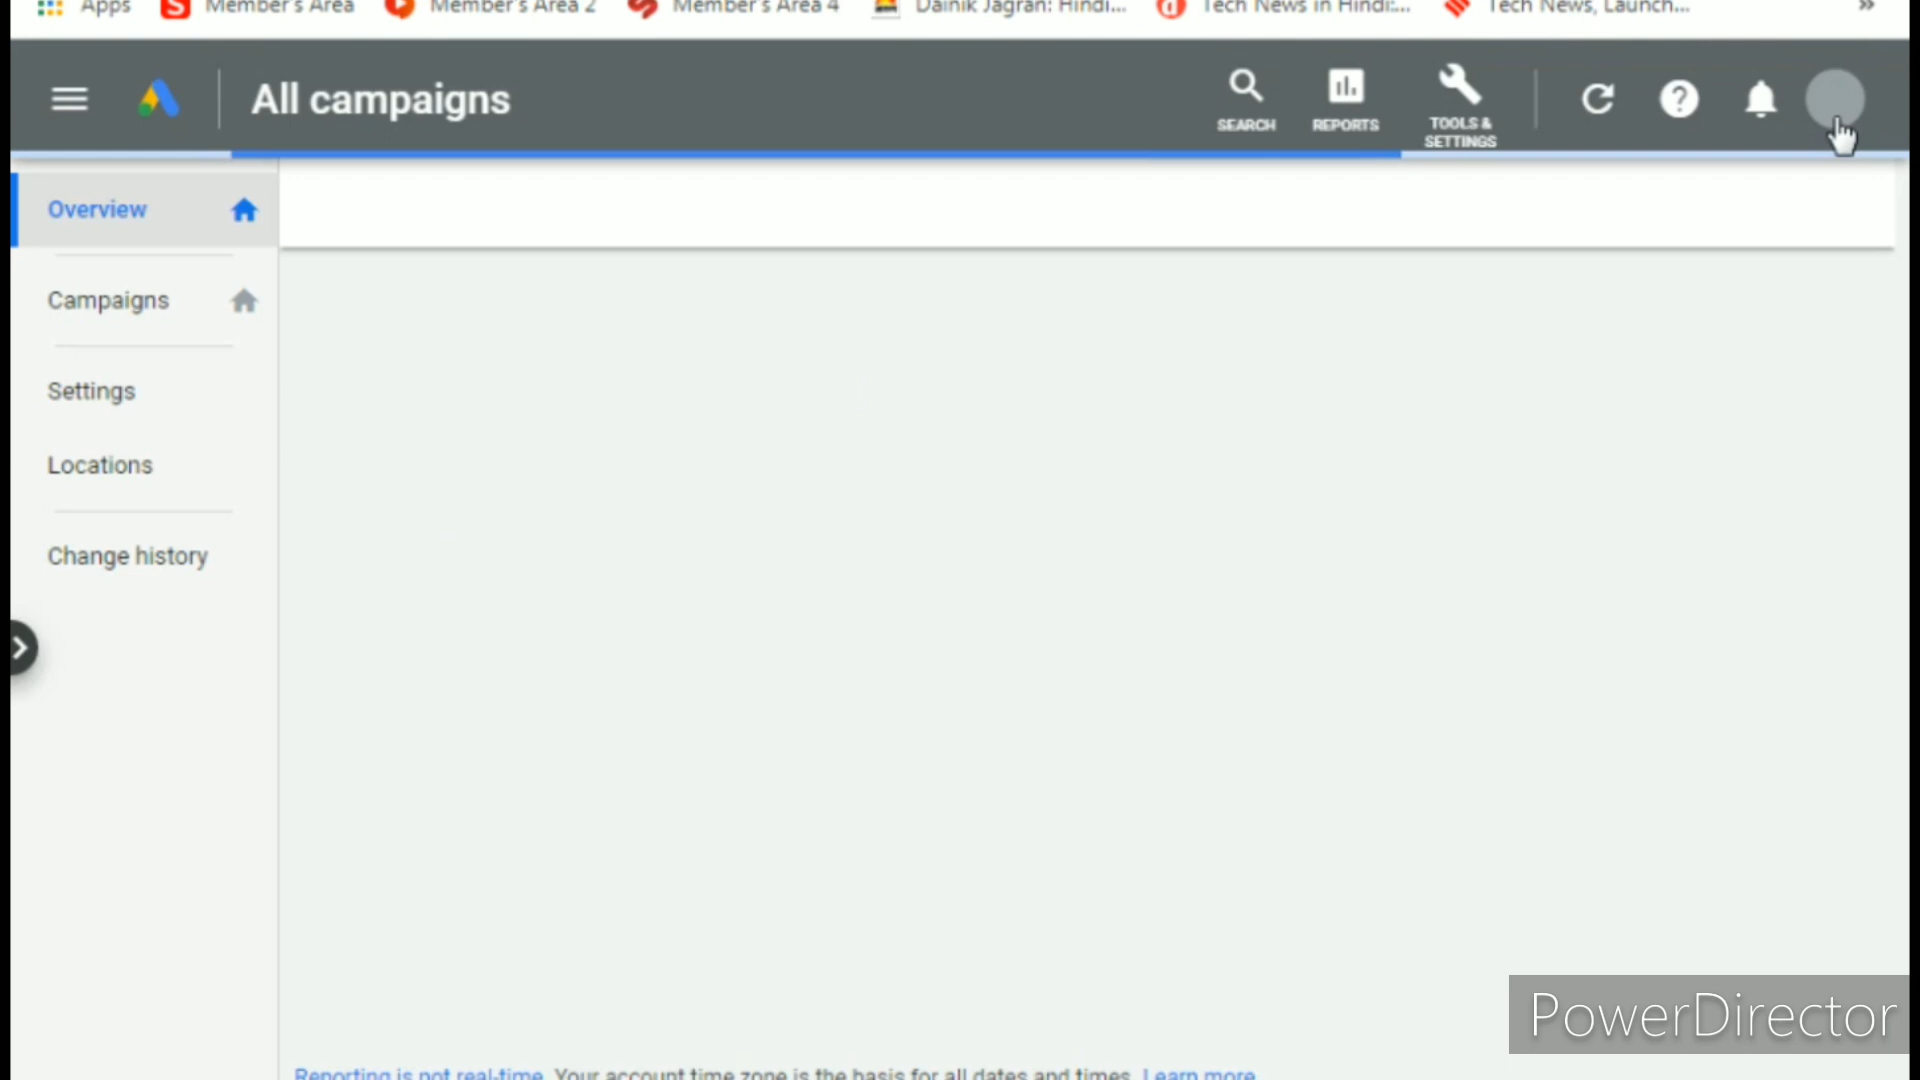 Apps Member's Area Member's Area 2 Member's Area 4 Dainik Jagran: Hindi... Tech News in Hindi:... Tech News, Launch... »
All campaigns
SEARCH
REPORTS
TOOLS &
SETTINGS
Overview
Campaigns
Settings
Locations
Change history
PowerDirector
Reporting is not real-time. Your account time zone is the basis for all dates and times. Learn more